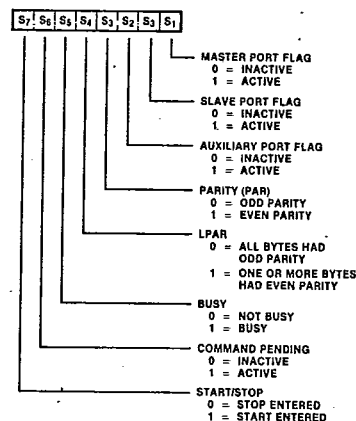 S7 S6 S5 S4 S3 S2 S3 S1
MASTER PORT FLAG
0 = INACTIVE
1 = ACTIVE
SLAVE PORT FLAG
0 = INACTIVE
1. = ACTIVE
AUXILIARY PORT FLAG
0 = INACTIVE
1 = ACTIVE
PARITY (PAR)
0 = ODD PARITY
1 = EVEN PARITY
LPAR
0 = ALL BYTES HAD
ODD PARITY
1 = ONE OR MORE BYTES
HAD EVEN PARITY
BUSY
0 = NOT BUSY
1 = BUSY
COMMAND PENDING
0 = INACTIVE
1 = ACTIVE
START/STOP
0 = STOP ENTERED
1 = START ENTERED